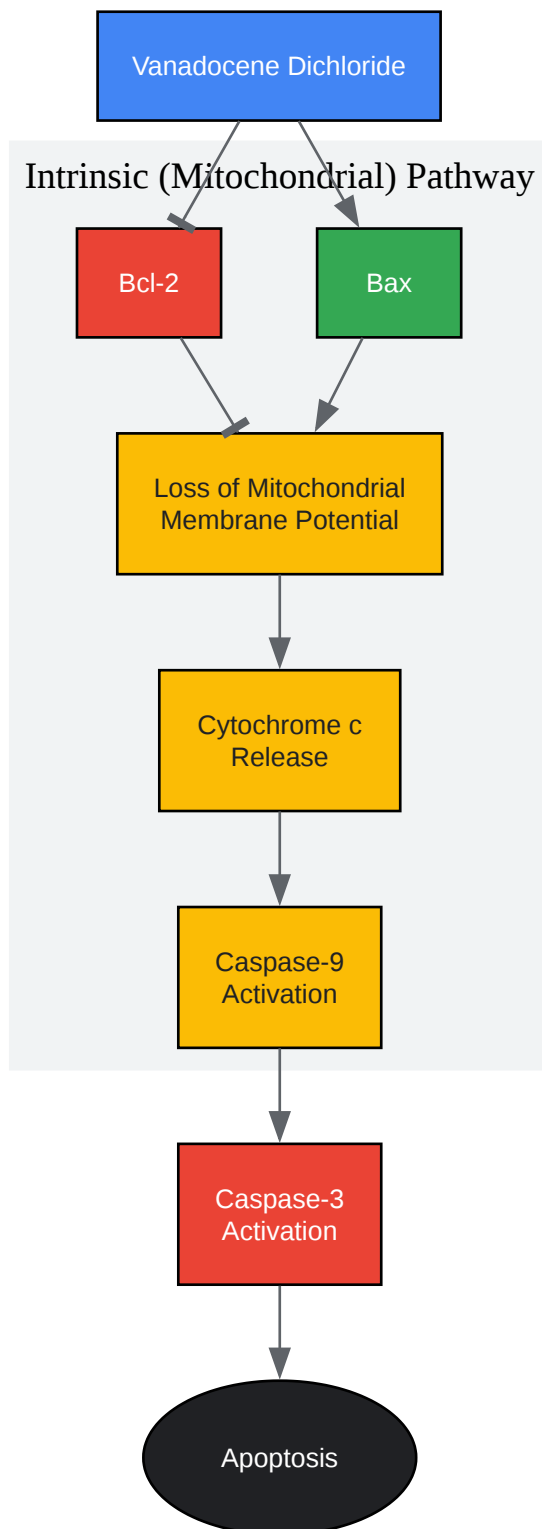 Vanadocene Dichloride
Intrinsic (Mitochondrial) Pathway
Bcl-2
Bax
Loss of Mitochondrial
Membrane Potential
Cytochrome c
Release
Caspase-9
Activation
Caspase-3
Activation
Apoptosis